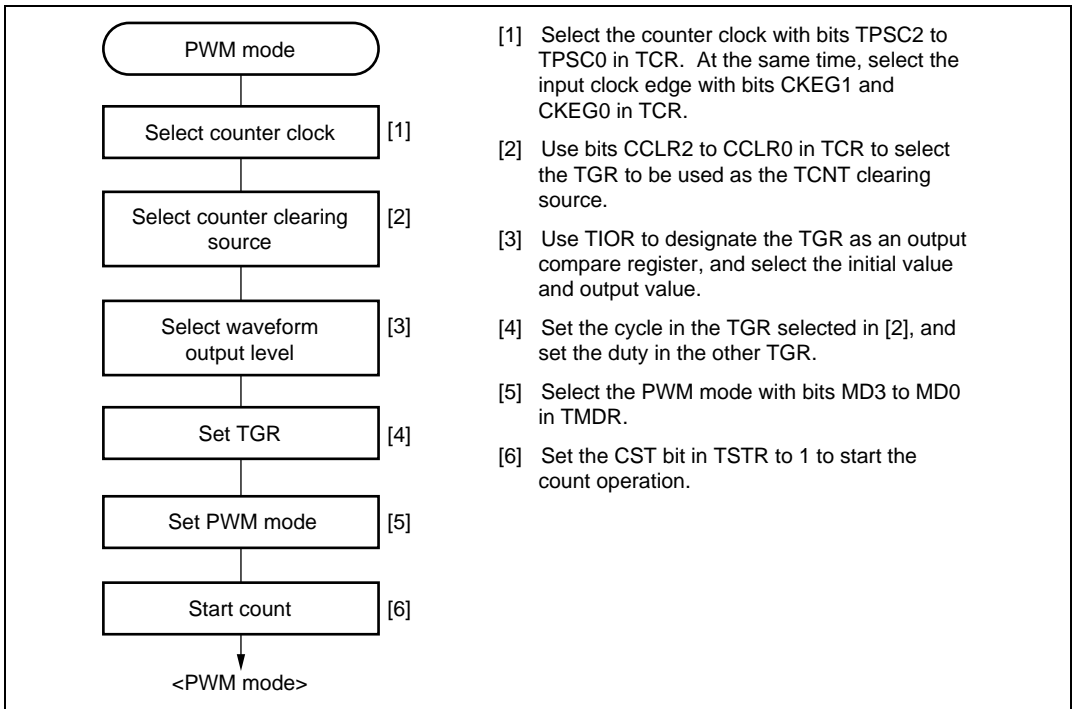 PWM mode
Select counter clock
[1]
Select counter clearing
source
[2]
Select waveform
output level
[3]
Set TGR
[4]
Set PWM mode
[5]
Start count
[6]
<PWM mode>
[1] Select the counter clock with bits TPSC2 to
TPSC0 in TCR. At the same time, select the
input clock edge with bits CKEG1 and
CKEG0 in TCR.
[2] Use bits CCLR2 to CCLR0 in TCR to select
the TGR to be used as the TCNT clearing
source.
[3] Use TIOR to designate the TGR as an output
compare register, and select the initial value
and output value.
[4] Set the cycle in the TGR selected in [2], and
set the duty in the other TGR.
[5] Select the PWM mode with bits MD3 to MD0
in TMDR.
[6] Set the CST bit in TSTR to 1 to start the
count operation.